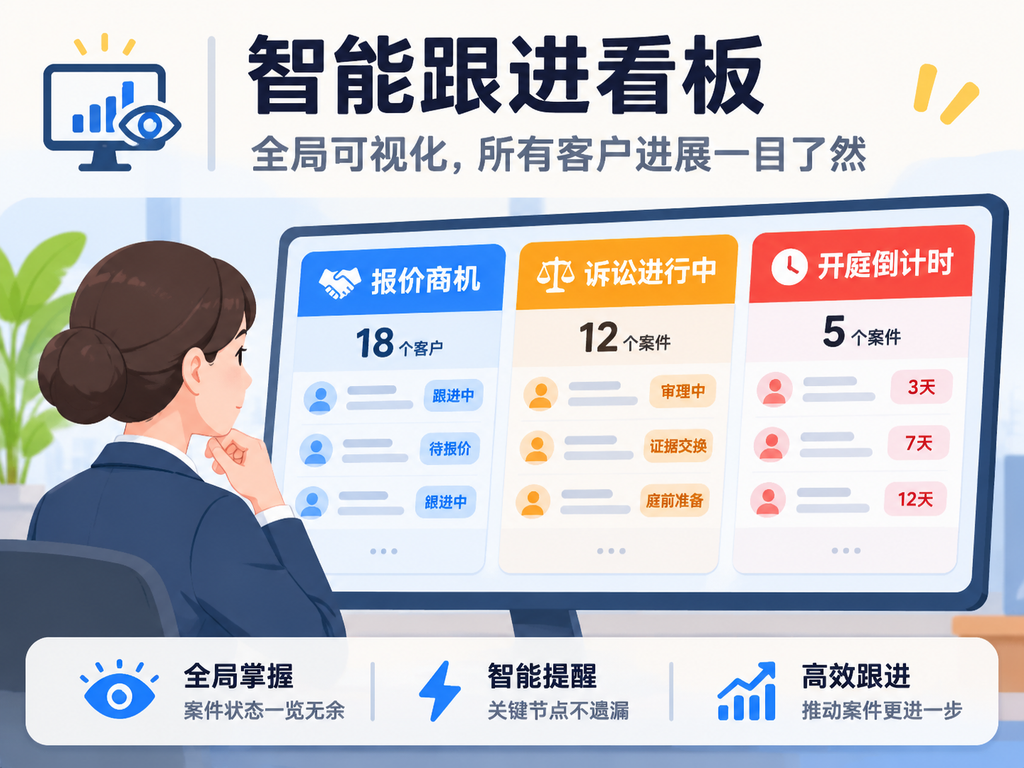 智能跟进看板
全局可视化，所有客户进展一目了然
报价商机
18个客户
跟进中
待报价
跟进中
诉讼进行中
12个案件
审理中
证据交换
庭前准备
开庭倒计时
5个案件
3天
7天
12天
全局掌握
案件状态一览无余
智能提醒
关键节点不遗漏
高效跟进
推动案件更进一步